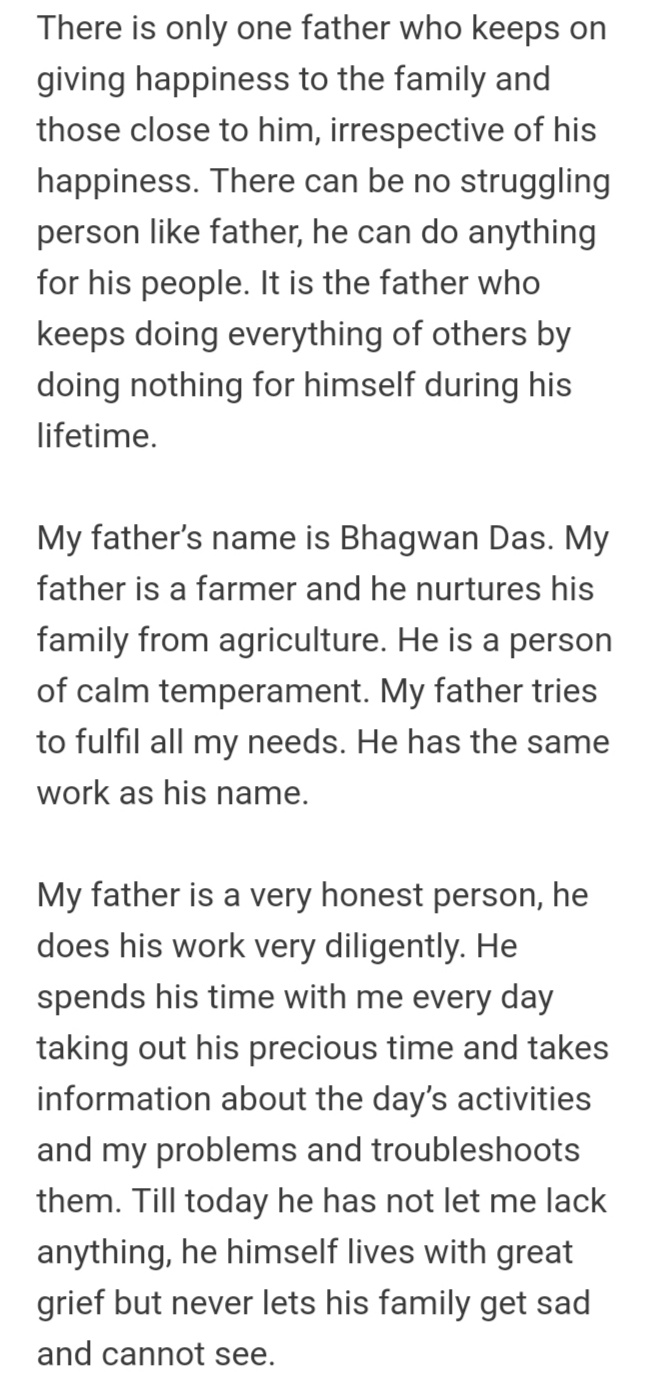 There is only one father who keeps on
giving happiness to the family and
those close to him, irrespective of his
happiness. There can be no struggling
person like father, he can do anything
for his people. It is the father who
keeps doing everything of others by
doing nothing for himself during his
lifetime.
My father’s name is Bhagwan Das. My
father is a farmer and he nurtures his
family from agriculture. He is a person
of calm temperament. My father tries
to fulfil all my needs. He has the same
work as his name.
My father is a very honest person, he
does his work very diligently. He
spends his time with me every day
taking out his precious time and takes
information about the day’s activities
and my problems and troubleshoots
them. Till today he has not let me lack
anything, he himself lives with great
grief but never lets his family get sad
and cannot see.